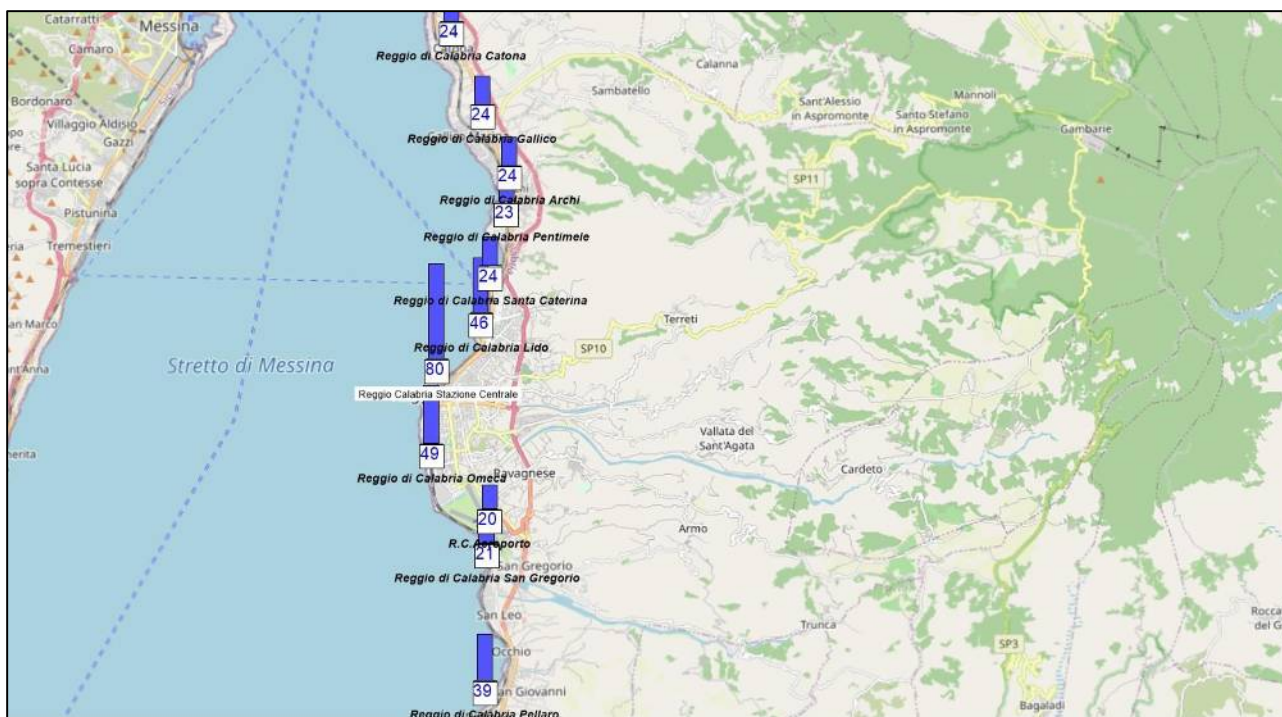 Catarratti
Messina
Camaro
Bordonaro
Villaggio Aldisio
Gazzi
Santa Lucia
sopra Contesse
Pistunina
Tremestieri
24
Reggio di Calabria Catona
24
Reggio di Calabria Gallico
24
Reggio di Calabria Archi
23
Reggio di Calabria Pentimele
24
Reggio di Calabria Santa Caterina
46
Reggio di Calabria Lido
80
Reggio Calabria Stazione Centrale
49
Reggio di Calabria Omeca
20
R.C.Aeroporto
21
Reggio di Calabria San Gregorio
39
Reggio di Calabria Pellaro
Stretto di Messina
Calanna
Sambatello
Sant'Alessio
in Aspromonte
Mannoli
Santo Stefano
in Aspromonte
Gambarie
SP11
Terreti
SP10
Vallata del
Sant'Agata
Cardeto
Ravagnese
Armo
San Gregorio
San Leo
Occhio
San Giovanni
Trunca
SP3
Bagaladi